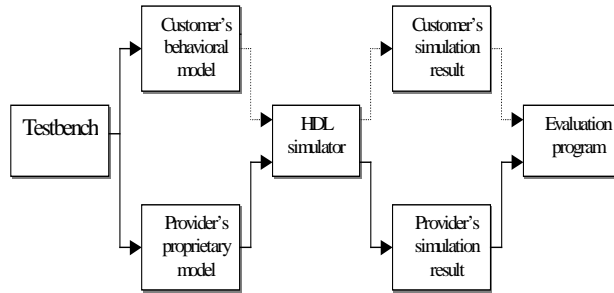 Customer's
behavioral
model
Customer's
simulation
result
Testbench
HDL
simulator
Evaluation
program
Provider's
proprietary
model
Provider's
simulation
result